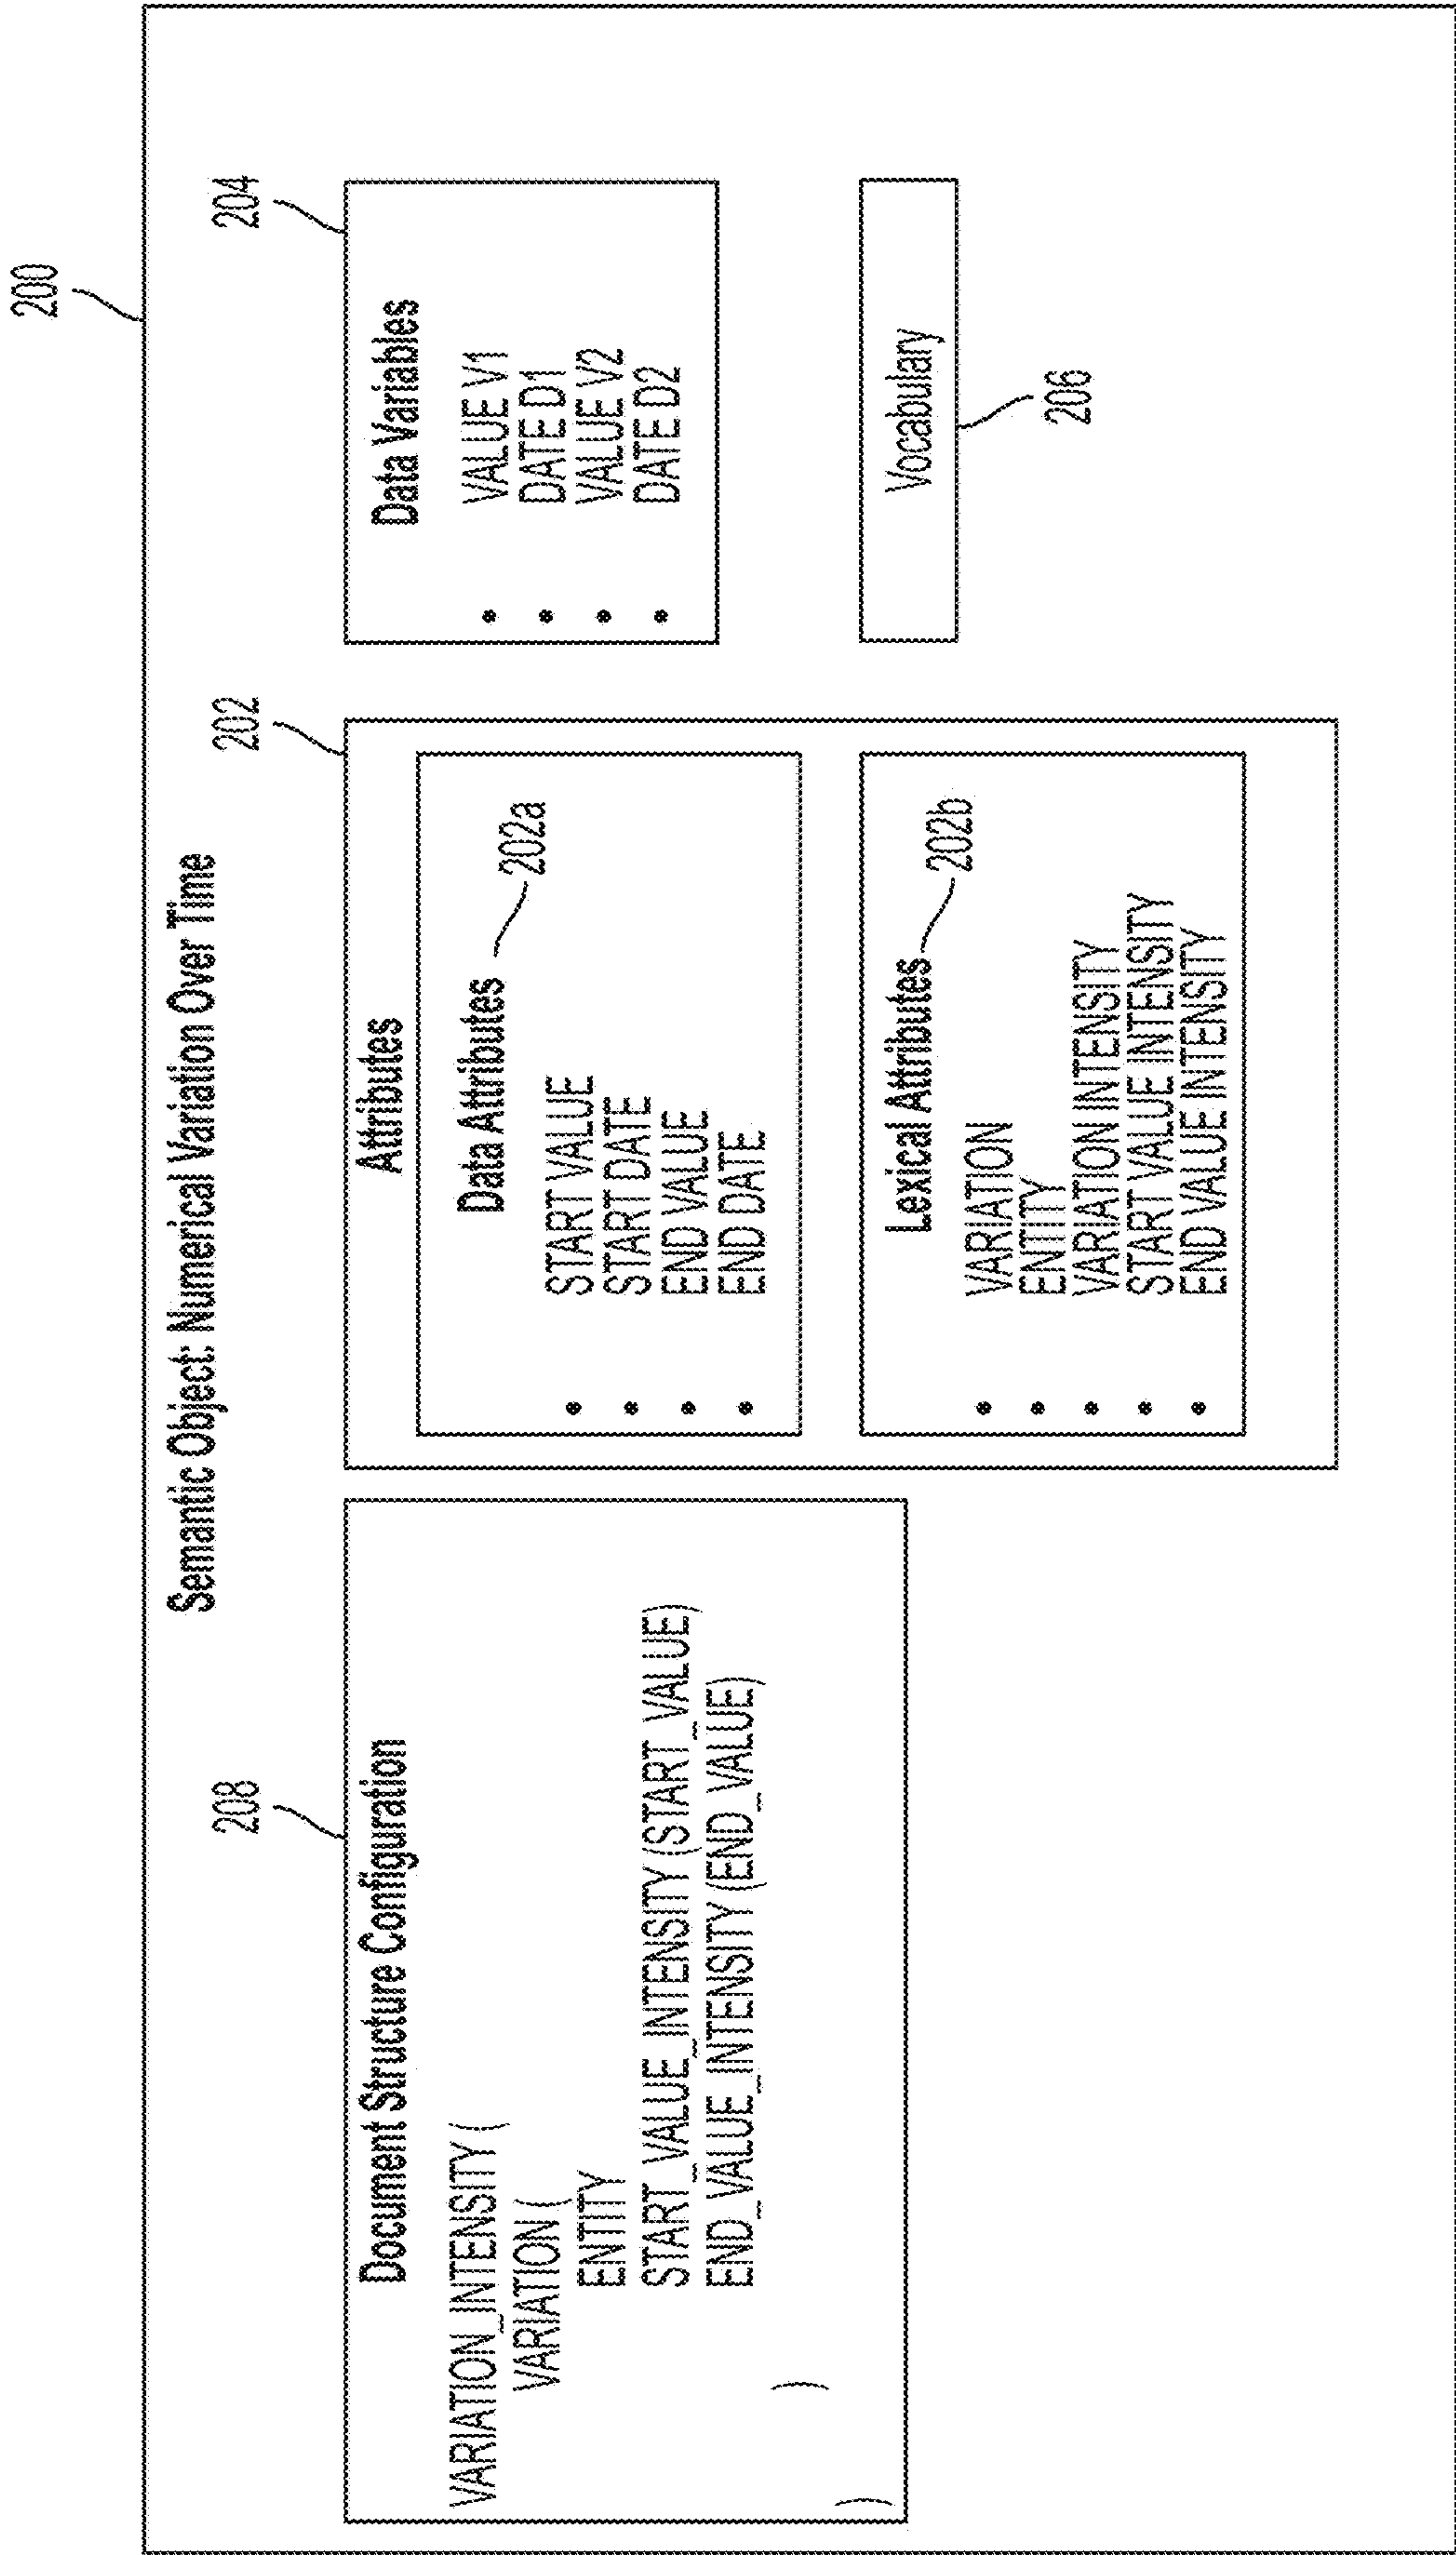 200
Semantic Object: Numerical Variation Over Time
208
Document Structure Configuration
VARIATION_INTENSITY (
VARIATION (
ENTITY
START_VALUE_INTENSITY (START_VALUE)
END_VALUE_INTENSITY (END_VALUE)
)
)
202
Attributes
Data Attributes
202a
• START VALUE
• START DATE
• END VALUE
• END DATE
Lexical Attributes
202b
• VARIATION
• ENTITY
• VARIATION INTENSITY
• START VALUE INTENSITY
• END VALUE INTENSITY
204
Data Variables
• VALUE V1
• DATE D1
• VALUE V2
• DATE D2
Vocabulary
206